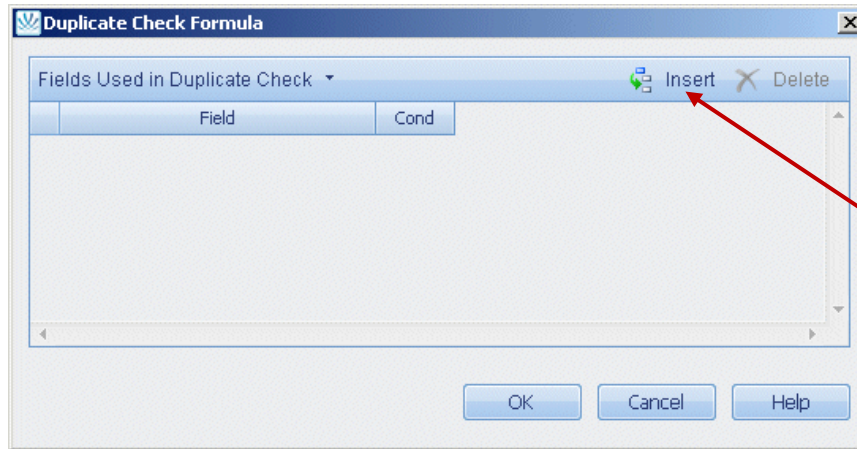 Duplicate Check Formula
Fields Used in Duplicate Check Insert Delete
Field Cond
OK Cancel Help